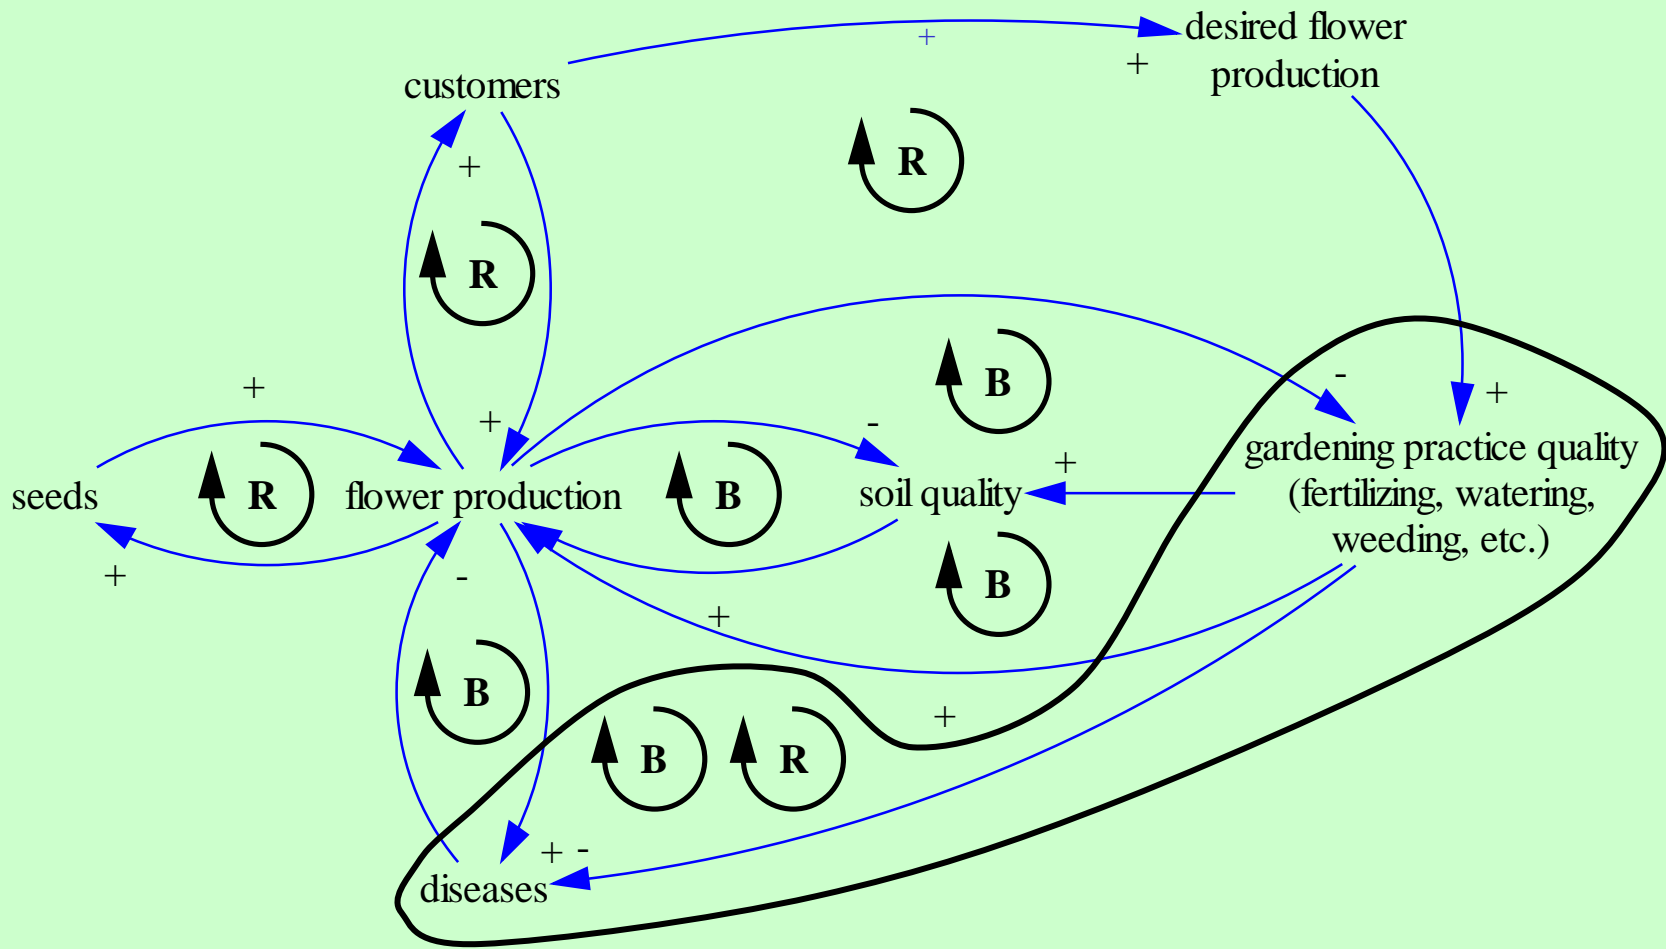 desired flower
production
+
+
customers
R
+
R
-
+
B
+
+
-
gardening practice quality
(fertilizing, watering,
weeding, etc.)
+
seeds
R
flower production
B
soil quality
+
-
B
+
B
+
B
R
+ -
diseases